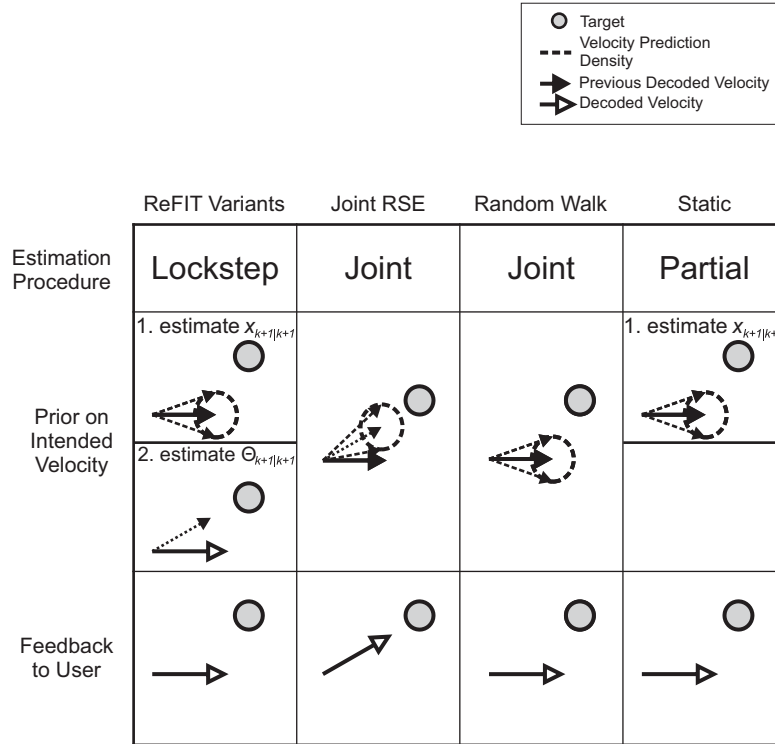 Target
Velocity Prediction
Density
Previous Decoded Velocity
Decoded Velocity
ReFIT Variants
Joint RSE
Random Walk
Static
Estimation
Procedure
Lockstep
Joint
Joint
Partial
Prior on
Intended
Velocity
1. estimate x_{k+1|k+1}
2. estimate Θ_{k+1|k+1}
1. estimate x_{k+1|k+
Feedback
to User